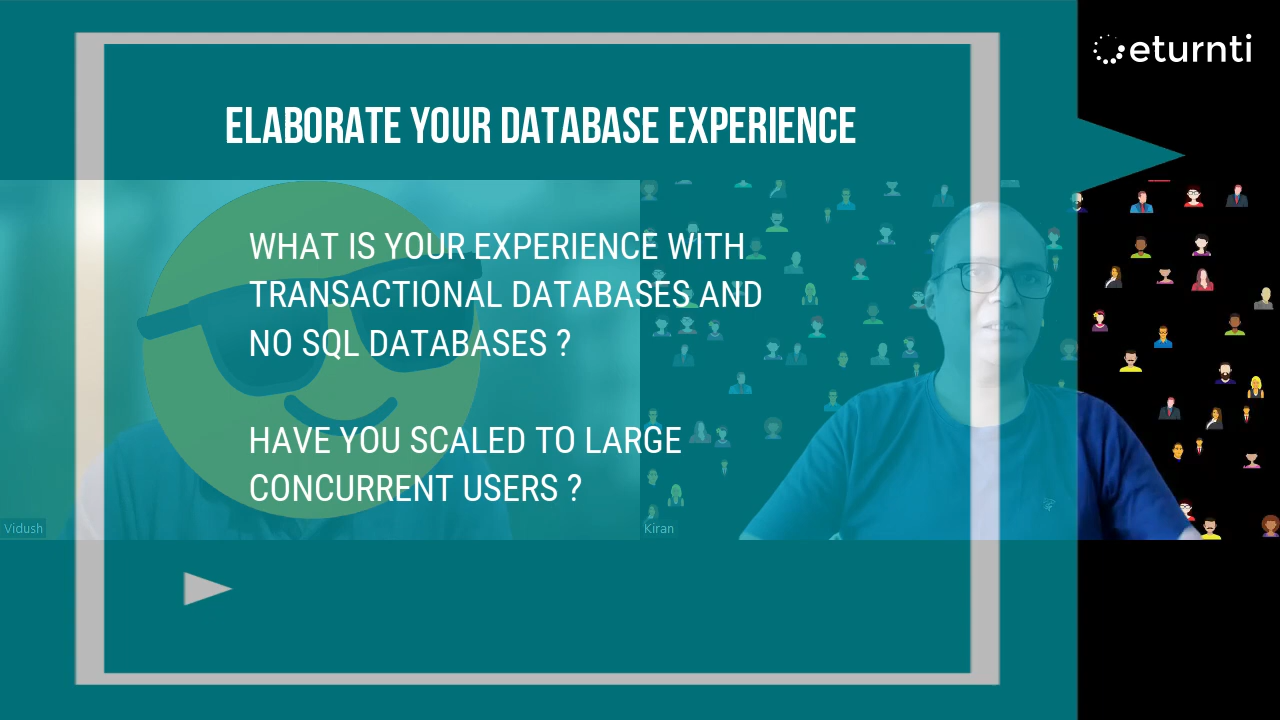 eturnti
ELABORATE YOUR DATABASE EXPERIENCE
WHAT IS YOUR EXPERIENCE WITH
TRANSACTIONAL DATABASES AND
NO SQL DATABASES ?
HAVE YOU SCALED TO LARGE
CONCURRENT USERS ?
Vidush
Kiran